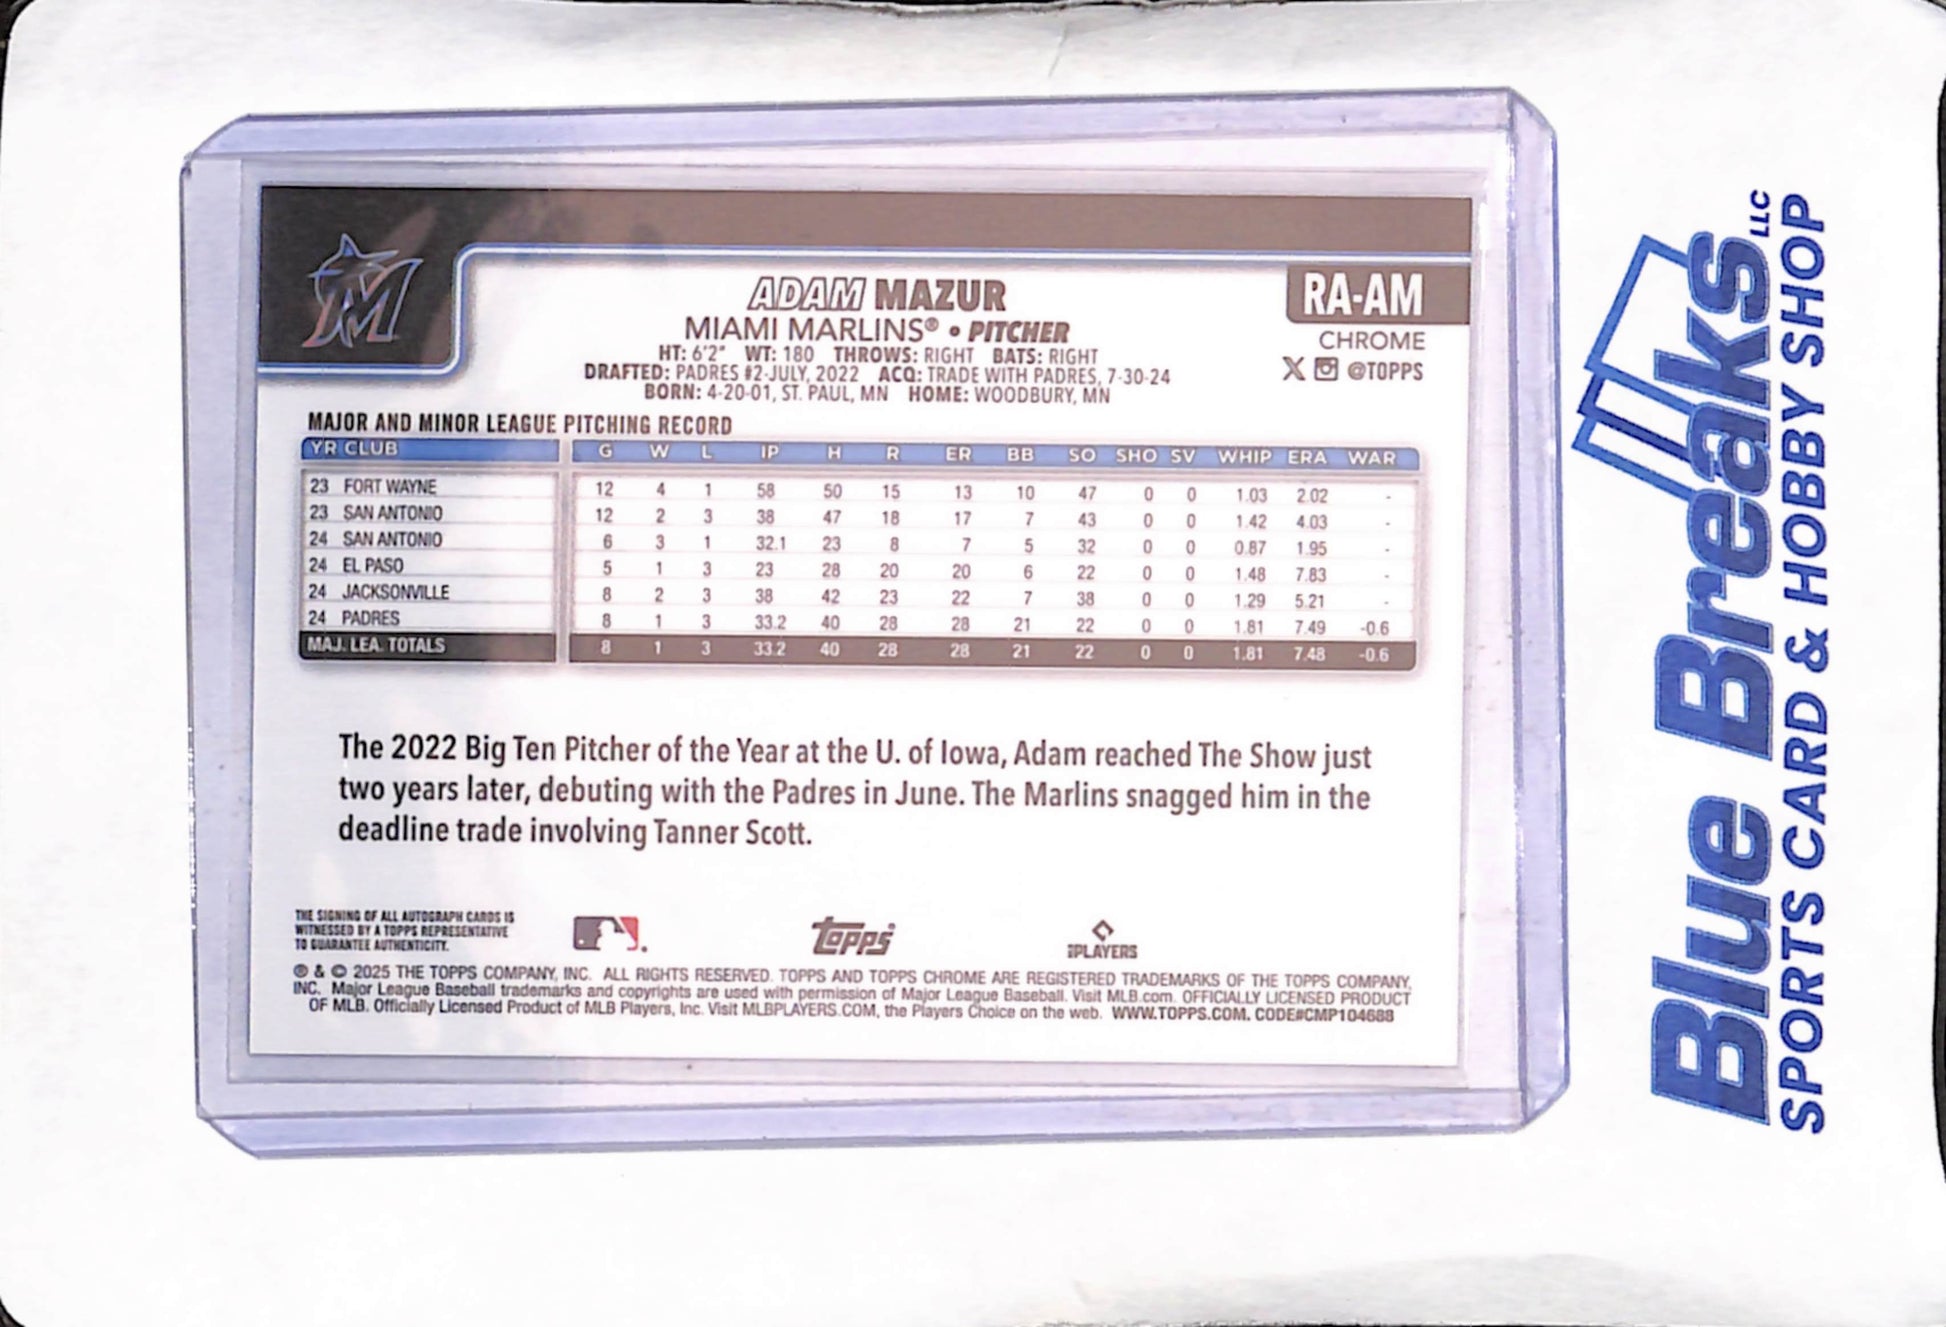 ADAM MAZUR
MIAMI MARLINS® • PITCHER
HT: 6'2" WT: 180 THROWS: RIGHT BATS: RIGHT
DRAFTED: PADRES #2-JULY, 2022 ACQ: TRADE WITH PADRES, 7-30-24
BORN: 4-20-01, ST. PAUL, MN HOME: WOODBURY, MN
RA-AM
CHROME
X @TOPPS
MAJOR AND MINOR LEAGUE PITCHING RECORD
YR CLUB G W L IP H R ER BB SO SHO SV WHIP ERA WAR
23 FORT WAYNE 12 4 1 58 50 15 13 10 47 0 0 1.03 2.02 -
23 SAN ANTONIO 12 2 3 38 47 18 17 7 43 0 0 1.42 4.03 -
24 SAN ANTONIO 6 3 1 32.1 23 8 7 5 32 0 0 0.87 1.95 -
24 EL PASO 5 1 3 23 28 20 20 6 22 0 0 1.48 7.83 -
24 JACKSONVILLE 8 2 3 38 42 23 22 7 38 0 0 1.29 5.21 -
24 PADRES 8 1 3 33.2 40 28 28 21 22 0 0 1.81 7.49 -0.6
MAJ. LEA. TOTALS 8 1 3 33.2 40 28 28 21 22 0 0 1.81 7.48 -0.6
The 2022 Big Ten Pitcher of the Year at the U. of Iowa, Adam reached The Show just
two years later, debuting with the Padres in June. The Marlins snagged him in the
deadline trade involving Tanner Scott.
THE SIGNING OF ALL AUTOGRAPH CARDS IS
WITNESSED BY A TOPPS REPRESENTATIVE
TO GUARANTEE AUTHENTICITY.
Topps
PLAYERS
® & © 2025 THE TOPPS COMPANY, INC. ALL RIGHTS RESERVED. TOPPS AND TOPPS CHROME ARE REGISTERED TRADEMARKS OF THE TOPPS COMPANY,
INC. Major League Baseball trademarks and copyrights are used with permission of Major League Baseball. Visit MLB.com. OFFICIALLY LICENSED PRODUCT
OF MLB. Officially Licensed Product of MLB Players, Inc. Visit MLBPLAYERS.COM, the Players Choice on the web. WWW.TOPPS.COM. CODE#CMP104688
Blue Breaks LLC
SPORTS CARD & HOBBY SHOP